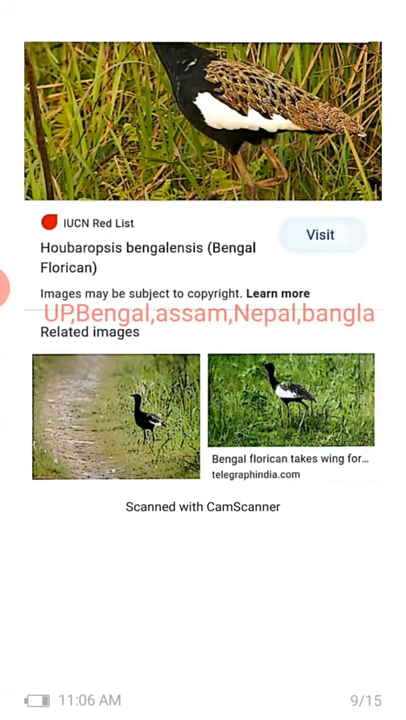 IUCN Red List
Visit
Houbaropsis bengalensis (Bengal
Florican)
Images may be subject to copyright. Learn more
UP,Bengal,assam,Nepal,bangla
Related images
Bengal florican takes wing for...
telegraphindia.com
Scanned with CamScanner
11:06 AM
9/15